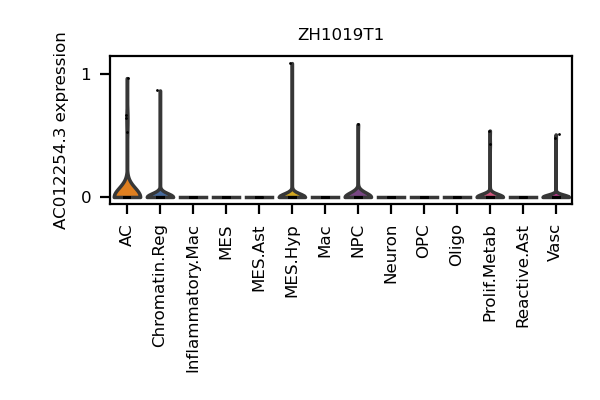 ZH1019T1
AC012254.3 expression
1
0
AC
Chromatin.Reg
Inflammatory.Mac
MES
MES.Ast
MES.Hyp
Mac
NPC
Neuron
OPC
Oligo
Prolif.Metab
Reactive.Ast
Vasc